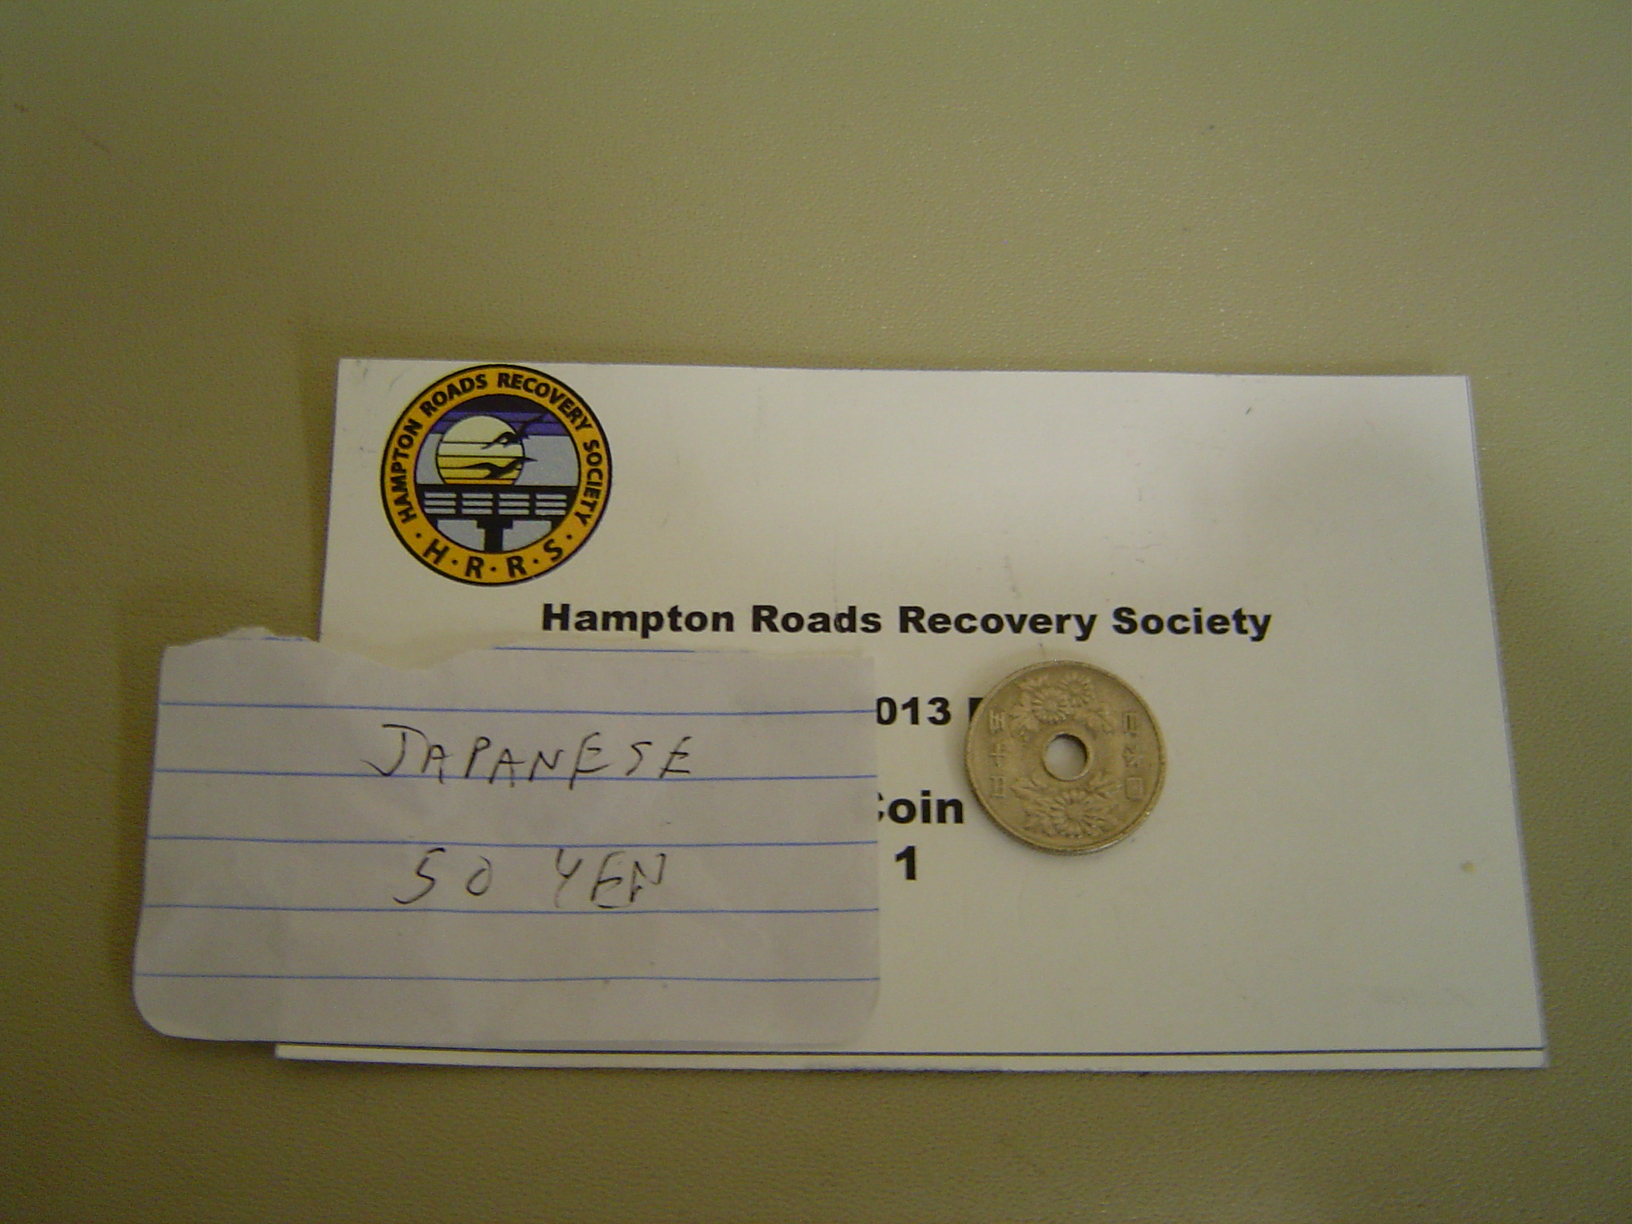 HAMPTON ROADS RECOVERY SOCIETY
· H · R · R · S ·
Hampton Roads Recovery Society
013
JAPANESE
50 YEN
oin
1
五十円
日本国